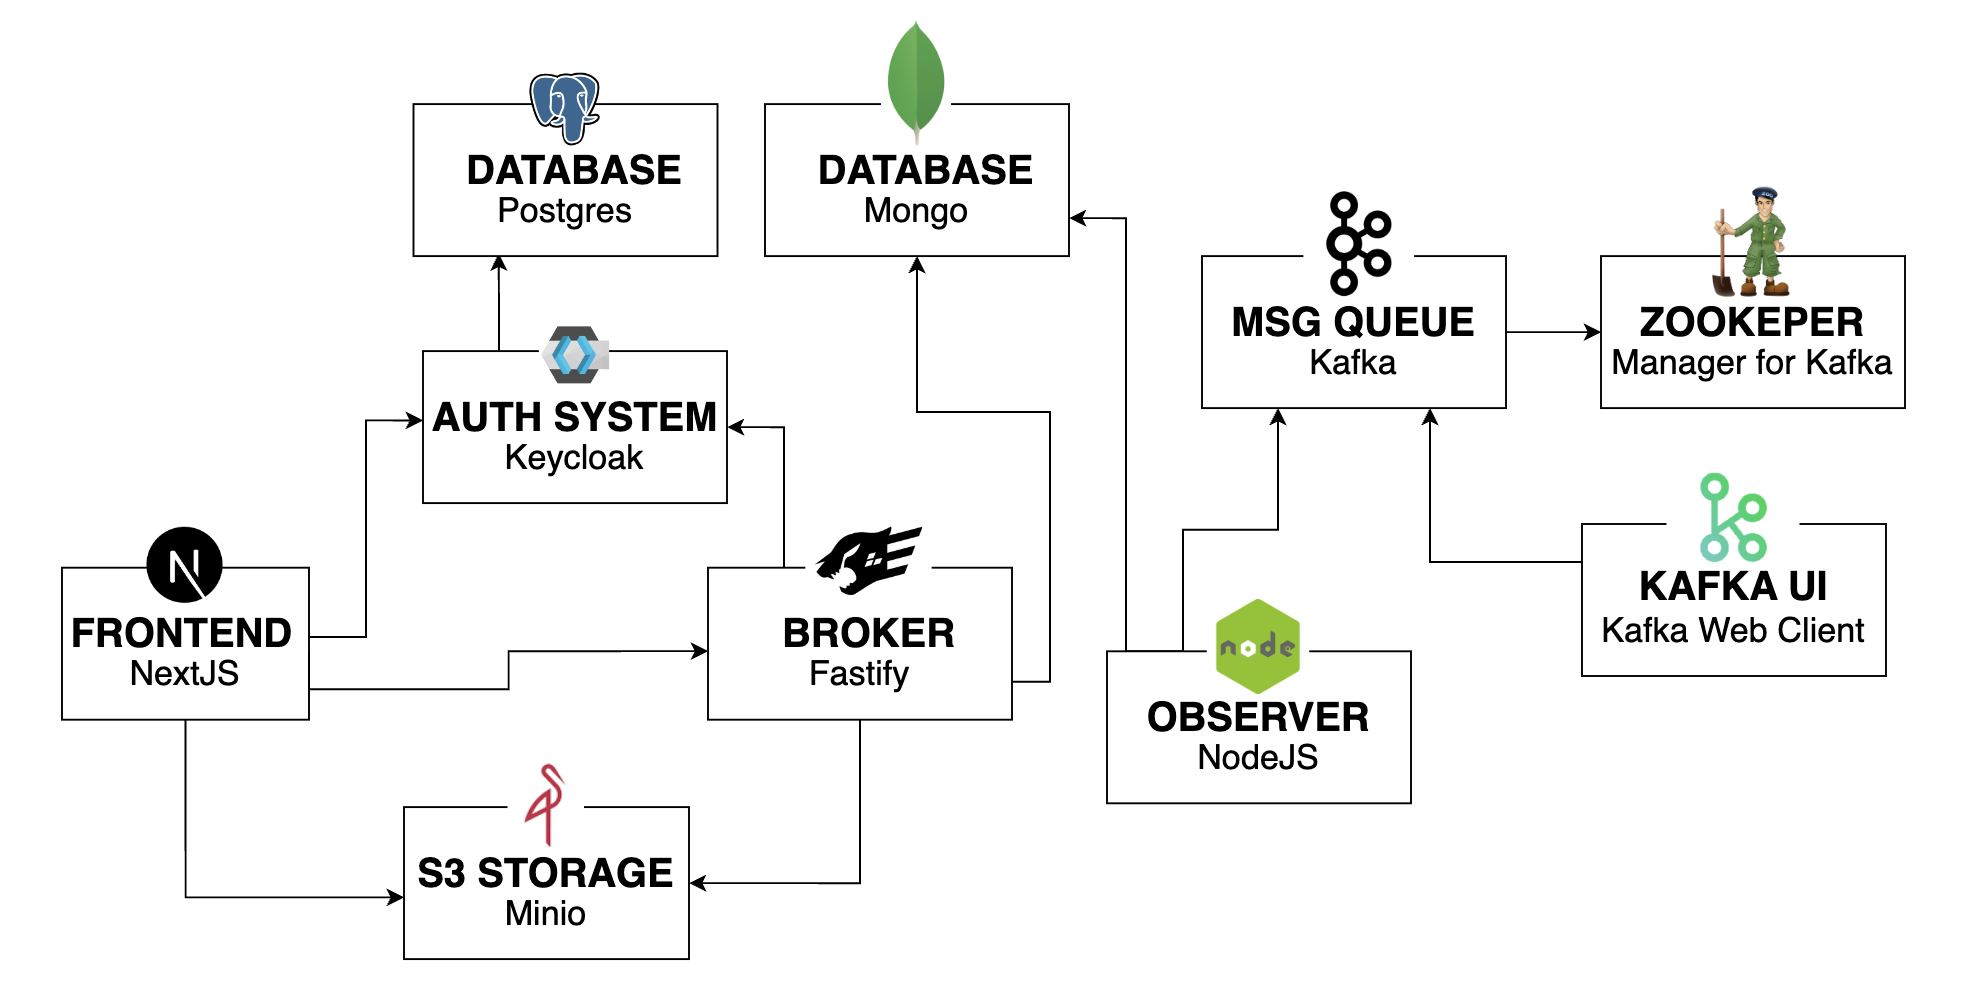 DATABASE
Postgres
DATABASE
Mongo
ZOO
MSG QUEUE
Kafka
ZOOKEPER
Manager for Kafka
AUTH SYSTEM
Keycloak
N
FRONTEND
NextJS
BROKER
Fastify
KAFKA UI
Kafka Web Client
node
OBSERVER
NodeJS
S3 STORAGE
Minio